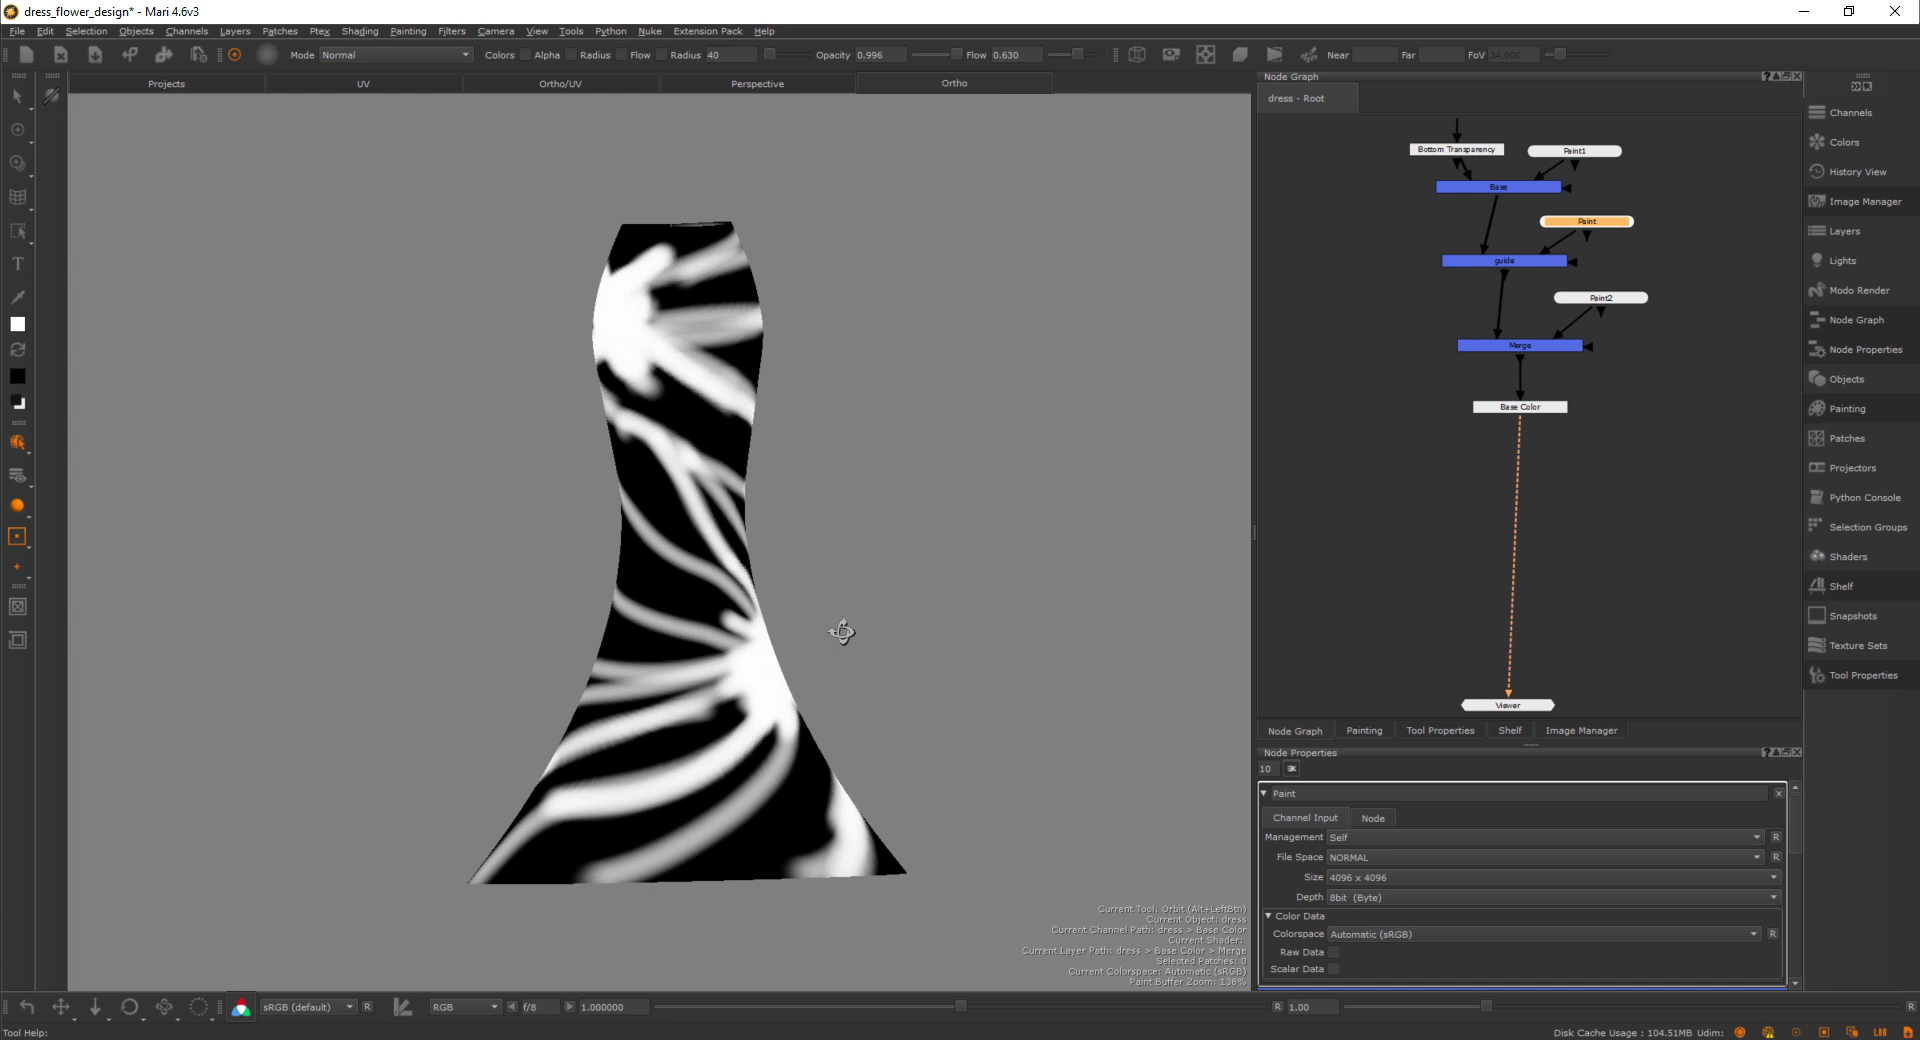 dress_flower_design* - Mari 4.6v3
File Edit Selection Objects Channels Layers Patches Ptex Shading Painting Filters Camera View Tools Python Nuke Extension Pack Help
Mode Normal Colors Alpha Radius Flow Radius 40 Opacity 0.996 Flow 0.630 Near Far FoV 34.000
Projects UV Ortho/UV Perspective Ortho
Node Graph
dress - Root
Bottom Transparency
Paint1
Base
Paint
guide
Paint2
Merge
Base Color
Viewer
Channels
Colors
History View
Image Manager
Layers
Lights
Modo Render
Node Graph
Node Properties
Objects
Painting
Patches
Projectors
Python Console
Selection Groups
Shaders
Shelf
Snapshots
Texture Sets
Tool Properties
Node Graph Painting Tool Properties Shelf Image Manager
Node Properties
10
Paint
Channel Input Node
Management Self R
File Space NORMAL R
Size 4096 x 4096
Depth 8bit (Byte)
Color Data
Colorspace Automatic (sRGB) R
Raw Data
Scalar Data
Current Tool: Orbit (Alt+LeftBtn)
Current Object: dress
Current Channel Path: dress > Base Color
Current Shader:
Current Layer Path: dress > Base Color > Merge
Selected Patches: 0
Current Colorspace: Automatic (sRGB)
Paint Buffer Zoom: 138%
sRGB (default) R RGB f/8 1.000000 R 1.00 R
Tool Help:
Disk Cache Usage : 104.51MB Udim: LDR